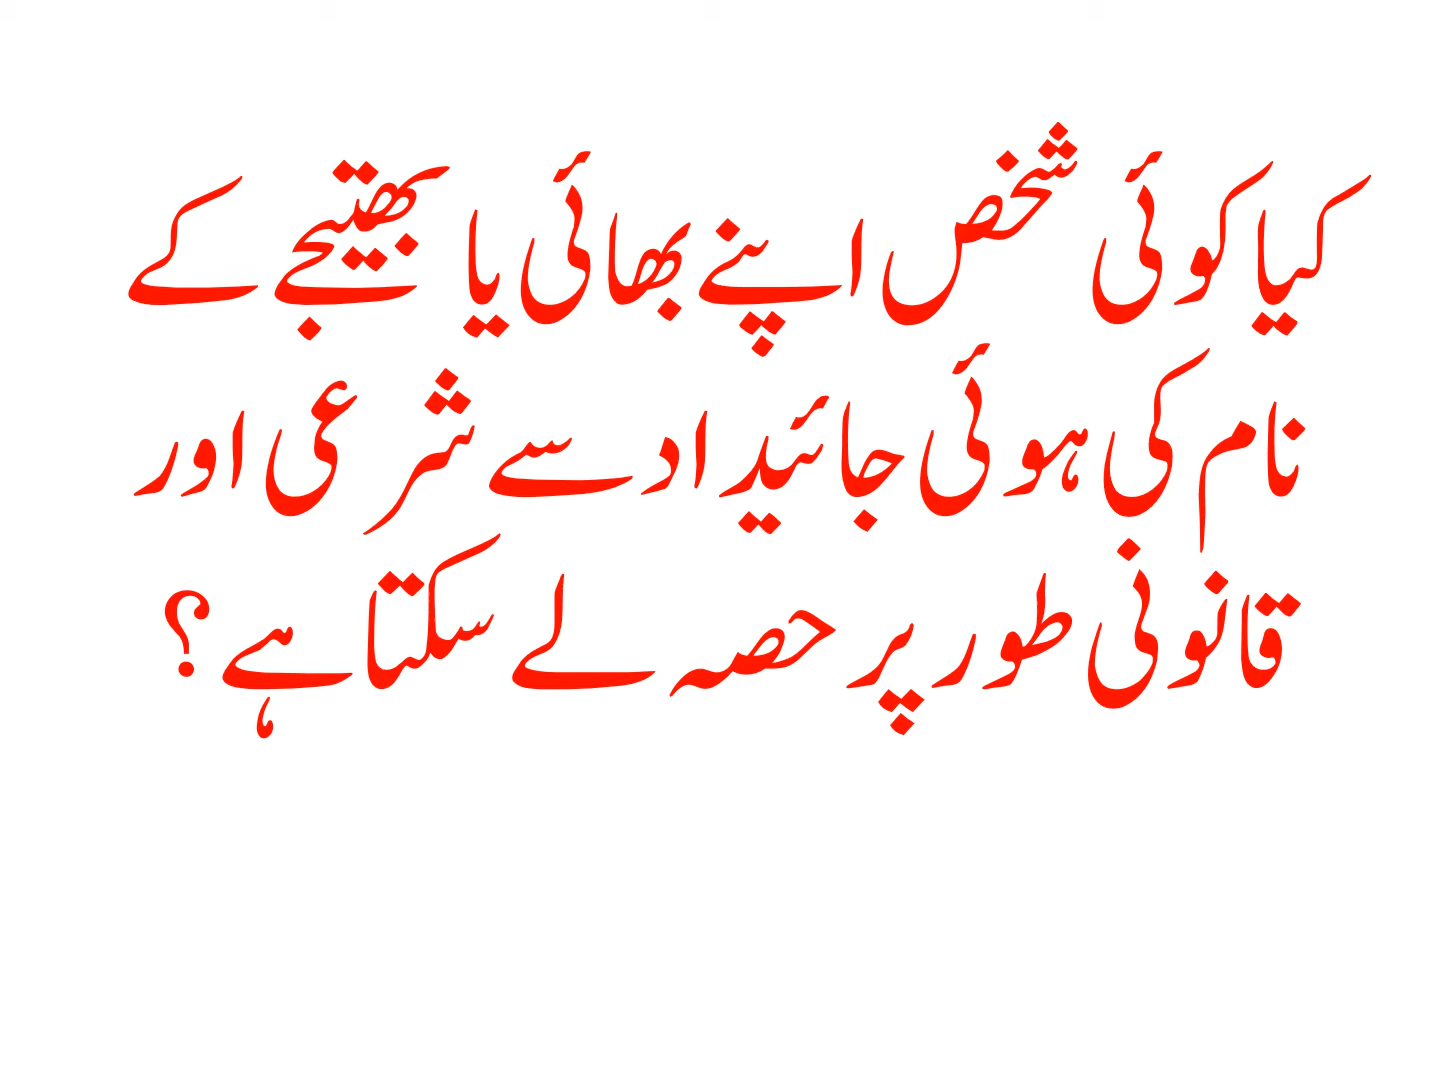 کیا کوئی شخص اپنے بھائی یا بھتیجے کے
نام کی ہوئی جائیداد سے شرعی اور
قانونی طور پر حصہ لے سکتا ہے؟